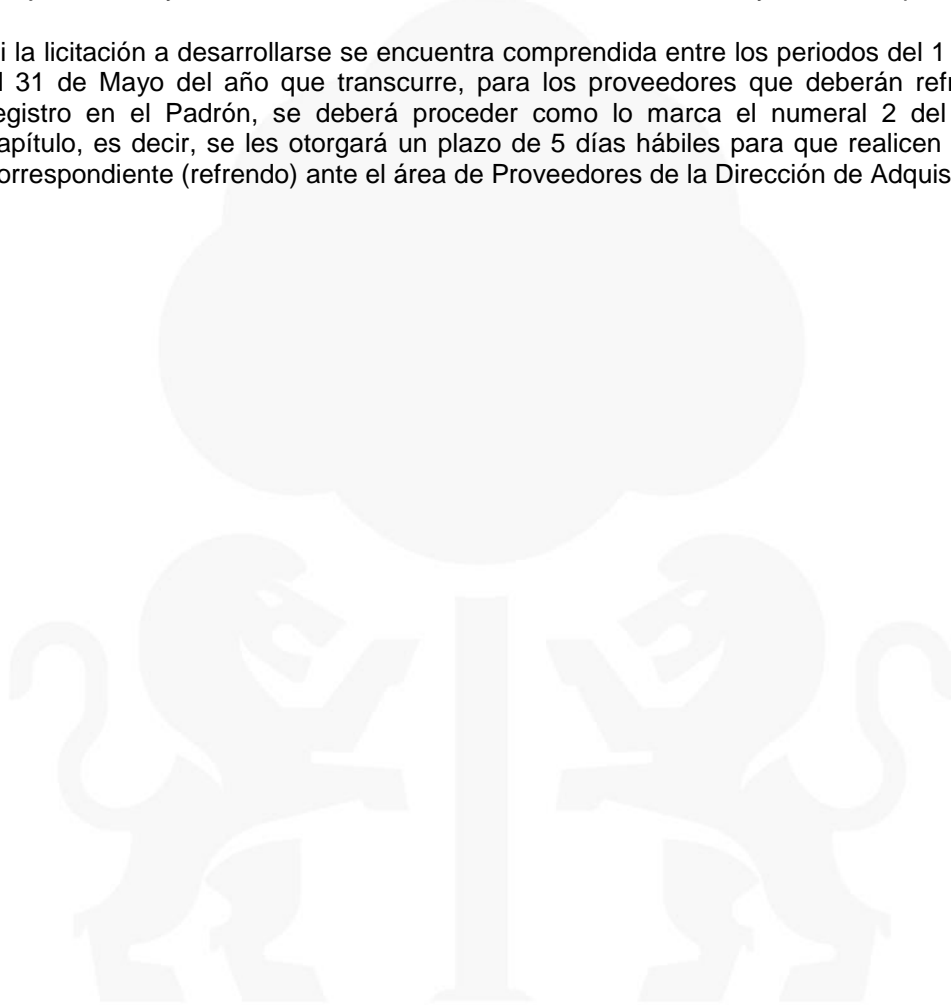 i la licitación a desarrollarse se encuentra comprendida entre los periodos del 1
l 31 de Mayo del año que transcurre, para los proveedores que deberán refr
egistro en el Padrón, se deberá proceder como lo marca el numeral 2 del
apítulo, es decir, se les otorgará un plazo de 5 días hábiles para que realicen
orrespondiente (refrendo) ante el área de Proveedores de la Dirección de Adquis